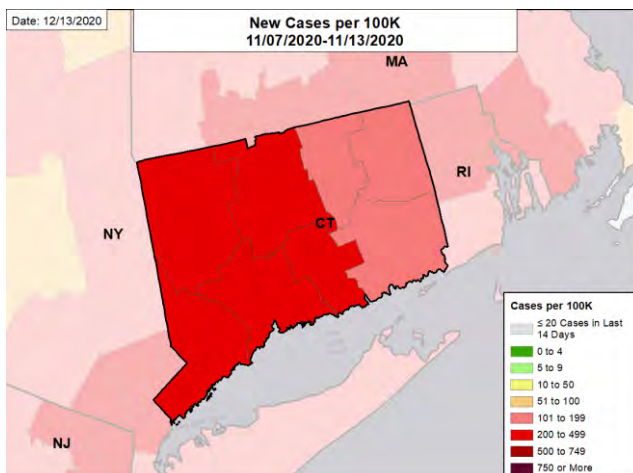 Date: 12/13/2020
New Cases per 100K
11/07/2020-11/13/2020
MA
RI
CT
NY
NJ
Cases per 100K
≤ 20 Cases in Last
14 Days
0 to 4
5 to 9
10 to 50
51 to 100
101 to 199
200 to 499
500 to 749
750 or More